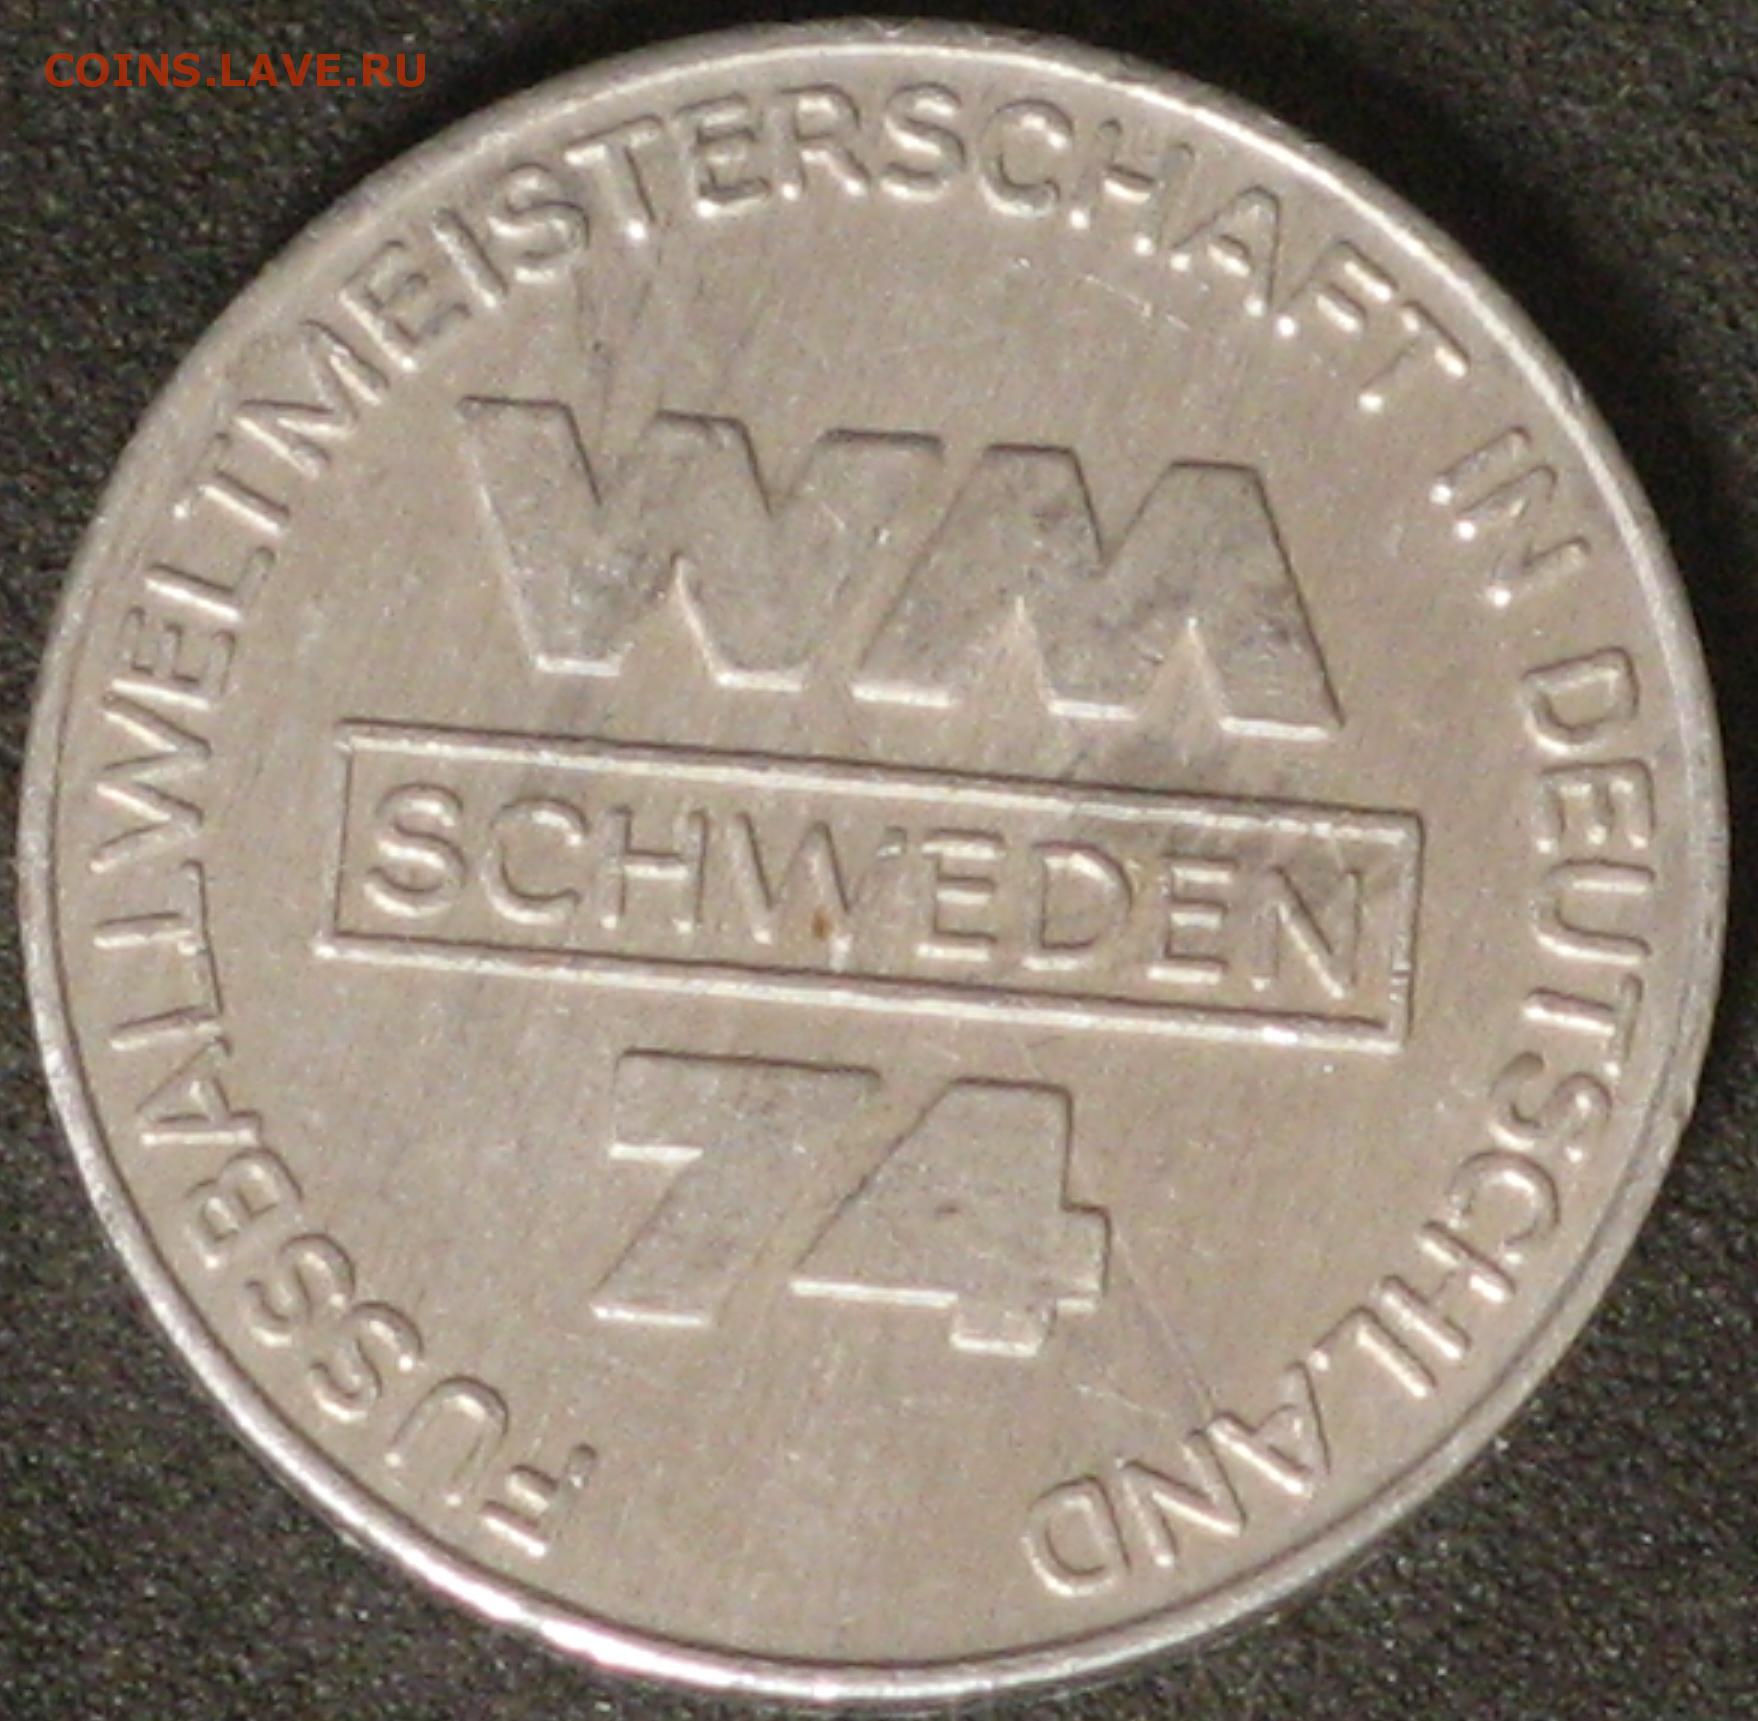 COINS.LAVE.RU
FUSSBALLWELTMEISTERSCHAFT IN DEUTSCHLAND
WM
SCHWEDEN
74